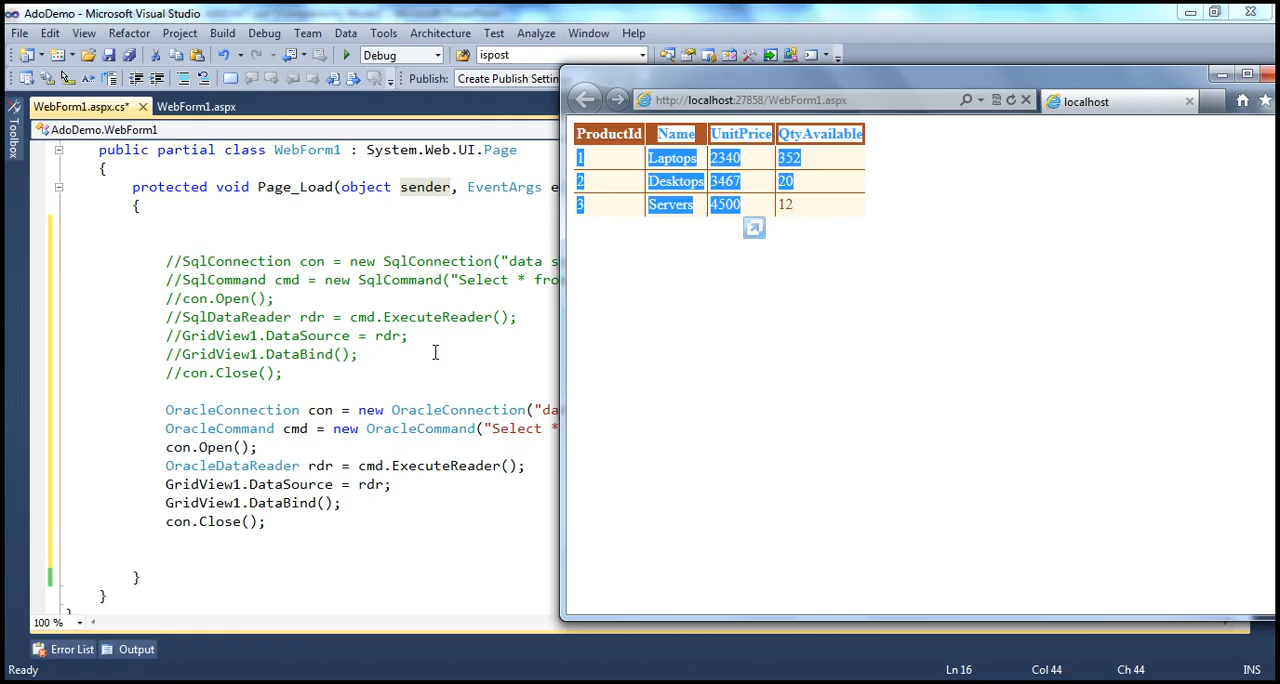 AdoDemo - Microsoft Visual Studio
File Edit View Refactor Project Build Debug Team Data Tools Architecture Test Analyze Window Help
Debug ispost
Publish: Create Publish Settin
WebForm1.aspx.cs* WebForm1.aspx
AdoDemo.WebForm1
Toolbox
public partial class WebForm1 : System.Web.UI.Page
{
protected void Page_Load(object sender, EventArgs e
{
//SqlConnection con = new SqlConnection("data s
//SqlCommand cmd = new SqlCommand("Select * fro
//con.Open();
//SqlDataReader rdr = cmd.ExecuteReader();
//GridView1.DataSource = rdr;
//GridView1.DataBind();
//con.Close();
OracleConnection con = new OracleConnection("da
OracleCommand cmd = new OracleCommand("Select *
con.Open();
OracleDataReader rdr = cmd.ExecuteReader();
GridView1.DataSource = rdr;
GridView1.DataBind();
con.Close();
}
}
100 %
Error List Output
Ready Ln 16 Col 44 Ch 44 INS
http://localhost:27858/WebForm1.aspx localhost
ProductId Name UnitPrice QtyAvailable
1 Laptops 2340 352
2 Desktops 3467 20
3 Servers 4500 12